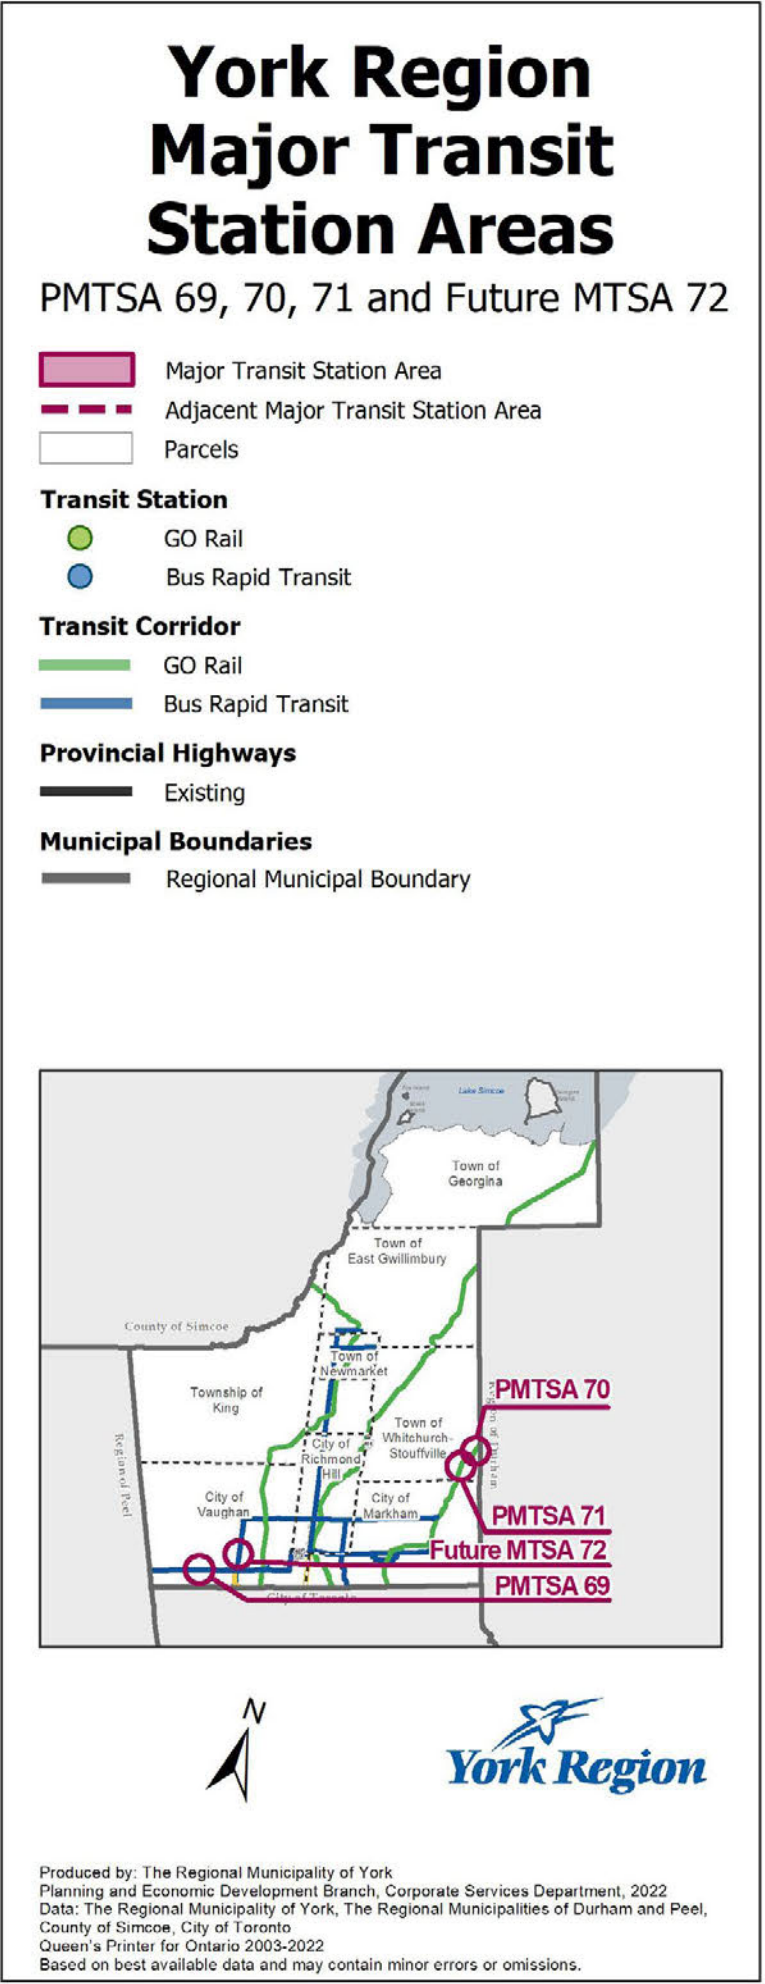 York Region
Major Transit
Station Areas
PMTSA 69, 70, 71 and Future MTSA 72
Major Transit Station Area
Adjacent Major Transit Station Area
Parcels
Transit Station
GO Rail
Bus Rapid Transit
Transit Corridor
GO Rail
Bus Rapid Transit
Provincial Highways
Existing
Municipal Boundaries
Regional Municipal Boundary
Lake Simcoe
Town of
Georgina
Town of
East Gwillimbury
County of Simcoe
Town of
Newmarket
Township of
King
PMTSA 70
Town of
Whitchurch-
Stouffville
Region of Durham
City of
Richmond
Hill
Region of Peel
City of
Vaughan
City of
Markham
PMTSA 71
Future MTSA 72
PMTSA 69
City of Toronto
N
York Region
Produced by: The Regional Municipality of York
Planning and Economic Development Branch, Corporate Services Department, 2022
Data: The Regional Municipality of York, The Regional Municipalities of Durham and Peel,
County of Simcoe, City of Toronto
Queen's Printer for Ontario 2003-2022
Based on best available data and may contain minor errors or omissions.